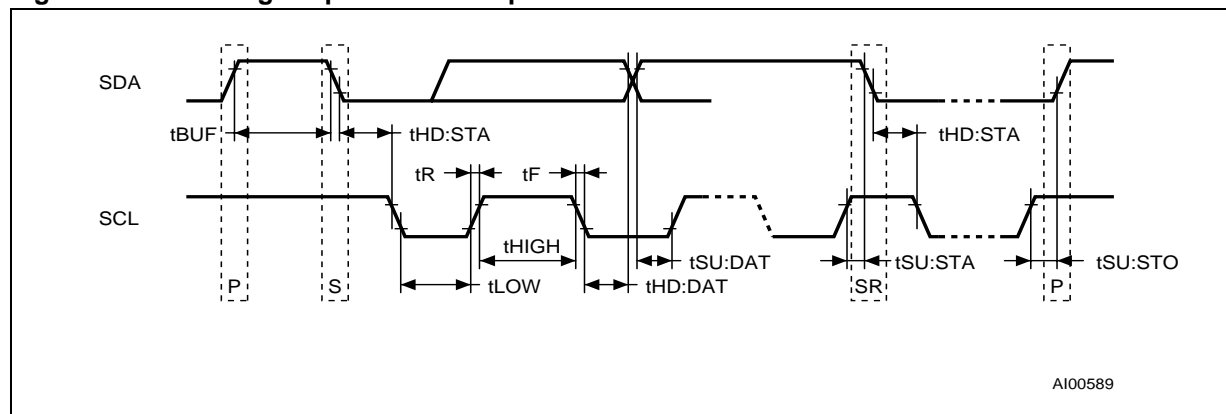 SDA
tBUF
tHD:STA
tHD:STA
tR
tF
SCL
tHIGH
tSU:DAT
tSU:STA
tSU:STO
P
S
tLOW
tHD:DAT
SR
P
AI00589